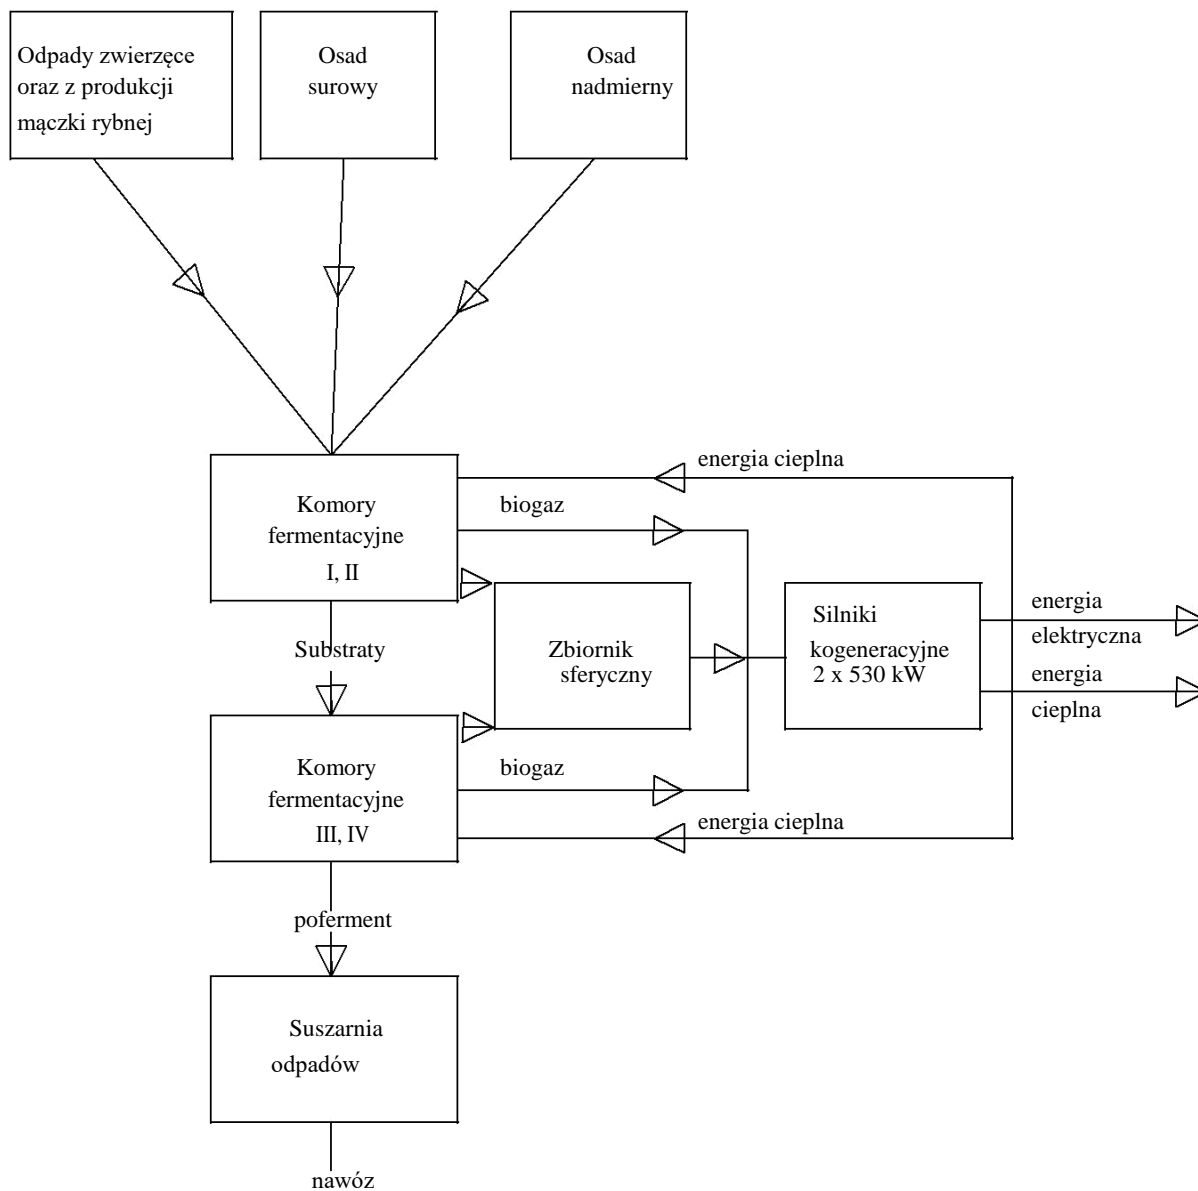 Odpady zwierzęce
oraz z produkcji
mączki rybnej
Osad
surowy
Osad
nadmierny
energia cieplna
Komory
fermentacyjne
I, II
biogaz
Substraty
Zbiornik
sferyczny
Silniki
kogeneracyjne
2 x 530 kW
energia
elektryczna
energia
cieplna
Komory
fermentacyjne
III, IV
biogaz
energia cieplna
poferment
Suszarnia
odpadów
nawóz